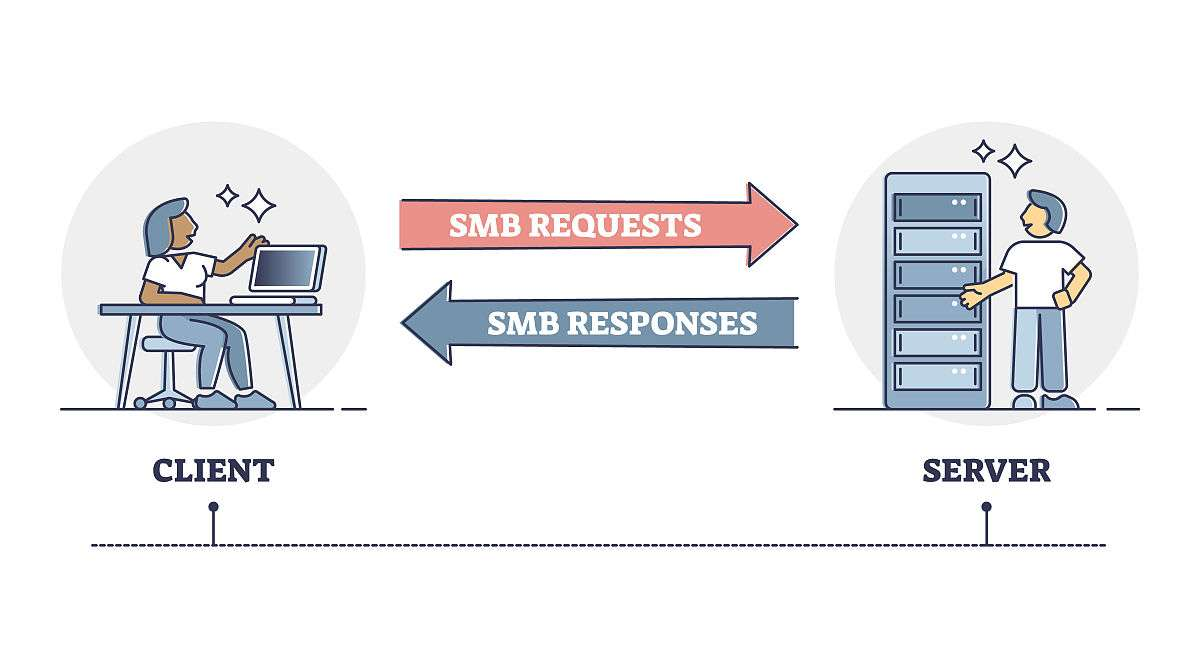 SMB REQUESTS
SMB RESPONSES
CLIENT
SERVER